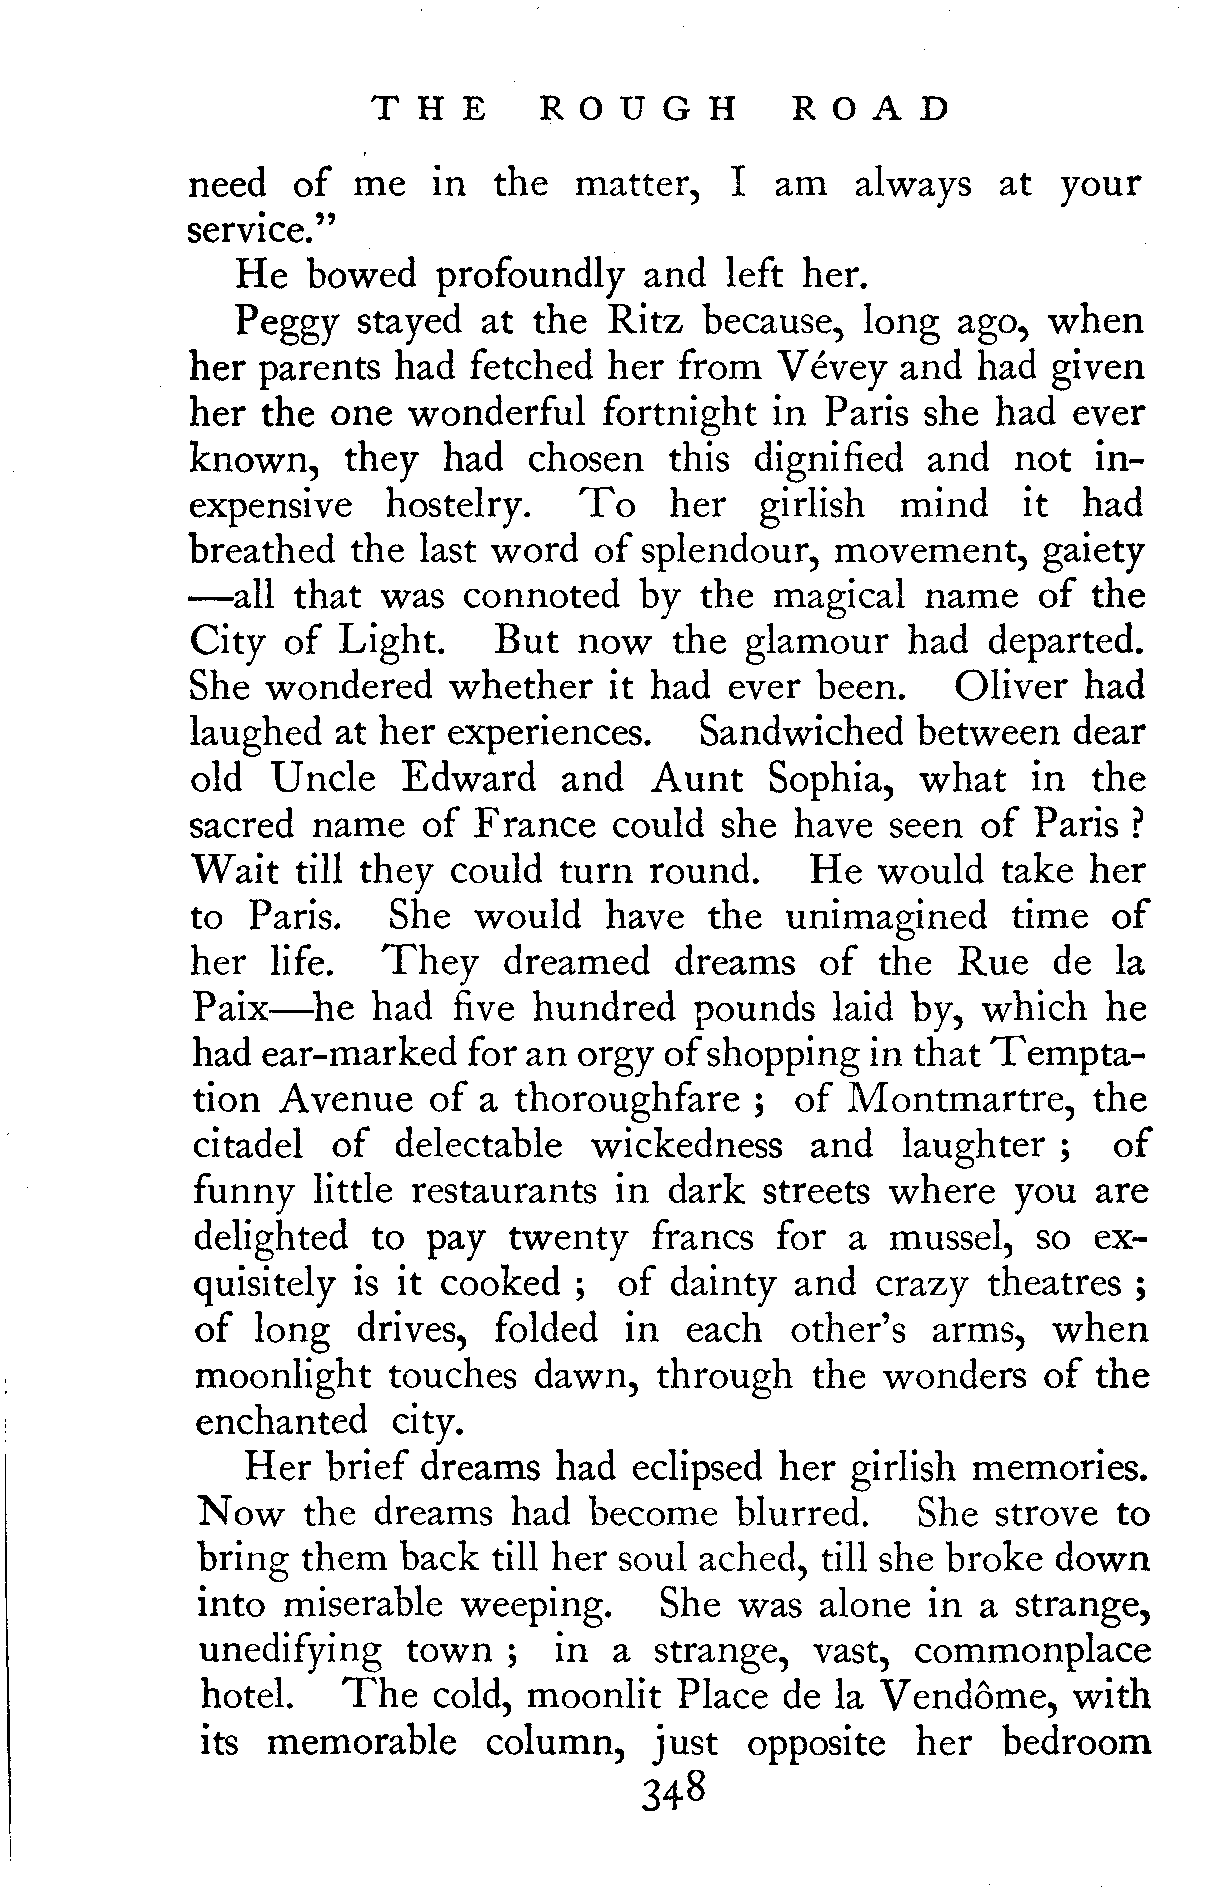 THE ROUGH ROAD
need of me in the matter, I am always at your
service.”
He bowed profoundly and left her.
Peggy stayed at the Ritz because, long ago, when
her parents had fetched her from Vévey and had given
her the one wonderful fortnight in Paris she had ever
known, they had chosen this dignified and not in-
expensive hostelry. To her girlish mind it had
breathed the last word of splendour, movement, gaiety
—all that was connoted by the magical name of the
City of Light. But now the glamour had departed.
She wondered whether it had ever been. Oliver had
laughed at her experiences. Sandwiched between dear
old Uncle Edward and Aunt Sophia, what in the
sacred name of France could she have seen of Paris ?
Wait till they could turn round. He would take her
to Paris. She would have the unimagined time of
her life. They dreamed dreams of the Rue de la
Paix—he had five hundred pounds laid by, which he
had ear-marked for an orgy of shopping in that Tempta-
tion Avenue of a thoroughfare ; of Montmartre, the
citadel of delectable wickedness and laughter ; of
funny little restaurants in dark streets where you are
delighted to pay twenty francs for a mussel, so ex-
quisitely is it cooked ; of dainty and crazy theatres ;
of long drives, folded in each other’s arms, when
moonlight touches dawn, through the wonders of the
enchanted city.
Her brief dreams had eclipsed her girlish memories.
Now the dreams had become blurred. She strove to
bring them back till her soul ached, till she broke down
into miserable weeping. She was alone in a strange,
unedifying town ; in a strange, vast, commonplace
hotel. The cold, moonlit Place de la Vendôme, with
its memorable column, just opposite her bedroom
348